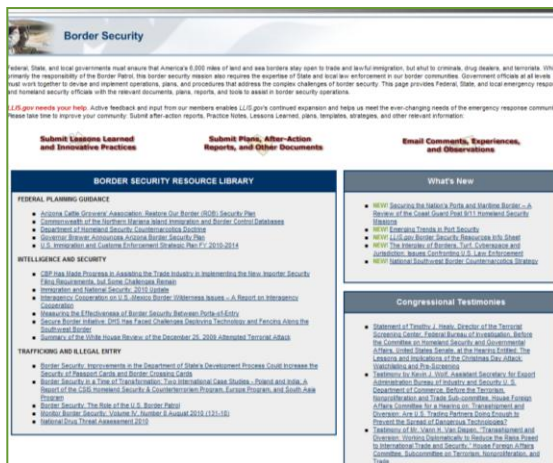 Border Security
Federal, State, and local governments must ensure that America's 6,000 miles of land and sea borders stay open to trade and lawful immigration, but shut to criminals, drug dealers, and terrorists.
primarily the responsibility of the Border Patrol, this border security mission also requires the expertise of State and local law enforcement in our border communities. Government officials at all levels
must work together to devise and implement operations, plans, and procedures that address the complex challenges of border security. This page provides Federal, State, and local emergency
and homeland security officials with the relevant documents, plans, reports, and tools to assist in border security operations.
LLIS.gov needs your help. Active feedback and input from our members enables LLIS.gov's continued expansion and helps us meet the ever-changing needs of the emergency response
Please take time to improve your community: Submit after-action reports, Practice Notes, Lessons Learned, plans, templates, strategies, and other relevant information.
Submit Lessons Learned
and Innovative Practices
Submit Plans, After-Action
Reports, and Other Documents
Email Comments, Experiences,
and Observations
BORDER SECURITY RESOURCE LIBRARY
FEDERAL PLANNING GUIDANCE
Arizona Cattle Growers' Association: Restore Our Border (ROB) Security Plan
Commonwealth of the Northern Mariana Island Immigration and Border Control Databases
Department of Homeland Security Counternarcotics Doctrine
Governor Brewer Announces Arizona Border Security Plan
U.S. Immigration and Customs Enforcement Strategic Plan FY 2010-2014
INTELLIGENCE AND SECURITY
CBP Has Made Progress in Assisting the Trade Industry in Implementing the New Importer Security
Filing Requirements, but Some Challenges Remain
Immigration and National Security: 2010 Update
Interagency Cooperation on U.S.-Mexico Border Wilderness Issues – A Report on Interagency
Cooperation
Measuring the Effectiveness of Border Security Between Ports-of-Entry
Secure Border Initiative: DHS Has Faced Challenges Deploying Technology and Fencing Along the
Southwest Border
Summary of the White House Review of the December 25, 2009 Attempted Terrorist Attack
TRAFFICKING AND ILLEGAL ENTRY
Border Security: Improvements in the Department of State's Development Process Could Increase the
Security of Passport Cards and Border Crossing Cards
Border Security in a Time of Transformation: Two International Case Studies - Poland and India: A
Report of the CSIS Homeland Security & Counterterrorism Program, Europe Program, and South Asia
Program
Border Security: The Role of the U.S. Border Patrol
Monitor Border Security: Volume IV, Number 8 August 2010 (131-10)
National Drug Threat Assessment 2010
What's New
NEW! Securing the Nation's Ports and Maritime Border – A
Review of the Coast Guard Post 9/11 Homeland Security
Missions
NEW! Emerging Trends in Port Security
NEW! LLIS.gov Border Security Resources Info Sheet
NEW! The Interplay of Borders, Turf, Cyberspace and
Jurisdiction: Issues Confronting U.S. Law Enforcement
NEW! National Southwest Border Counternarcotics Strategy
Congressional Testimonies
Statement of Timothy J. Healy, Director of the Terrorist
Screening Center, Federal Bureau of Investigation, Before
the Committee on Homeland Security and Governmental
Affairs, United States Senate, at the Hearing Entitled: The
Lessons and Implications of the Christmas Day Attack:
Watchlisting and Pre-Screening
Testimony by Kevin J. Wolf, Assistant Secretary for Export
Administration Bureau of Industry and Security U. S.
Department of Commerce, Before the Terrorism,
Nonproliferation and Trade Sub-committee, House Foreign
Affairs Committee for a Hearing on: Transshipment and
Diversion: Are U.S. Trading Partners Doing Enough to
Prevent the Spread of Dangerous Technologies?
Testimony of Mr. Vann H. Van Diepen, "Transshipment and
Diversion: Working Diplomatically to Reduce the Risks Posed
to International Trade and Security," House Foreign Affairs
Committee, Subcommittee on Terrorism, Nonproliferation, and
Trade